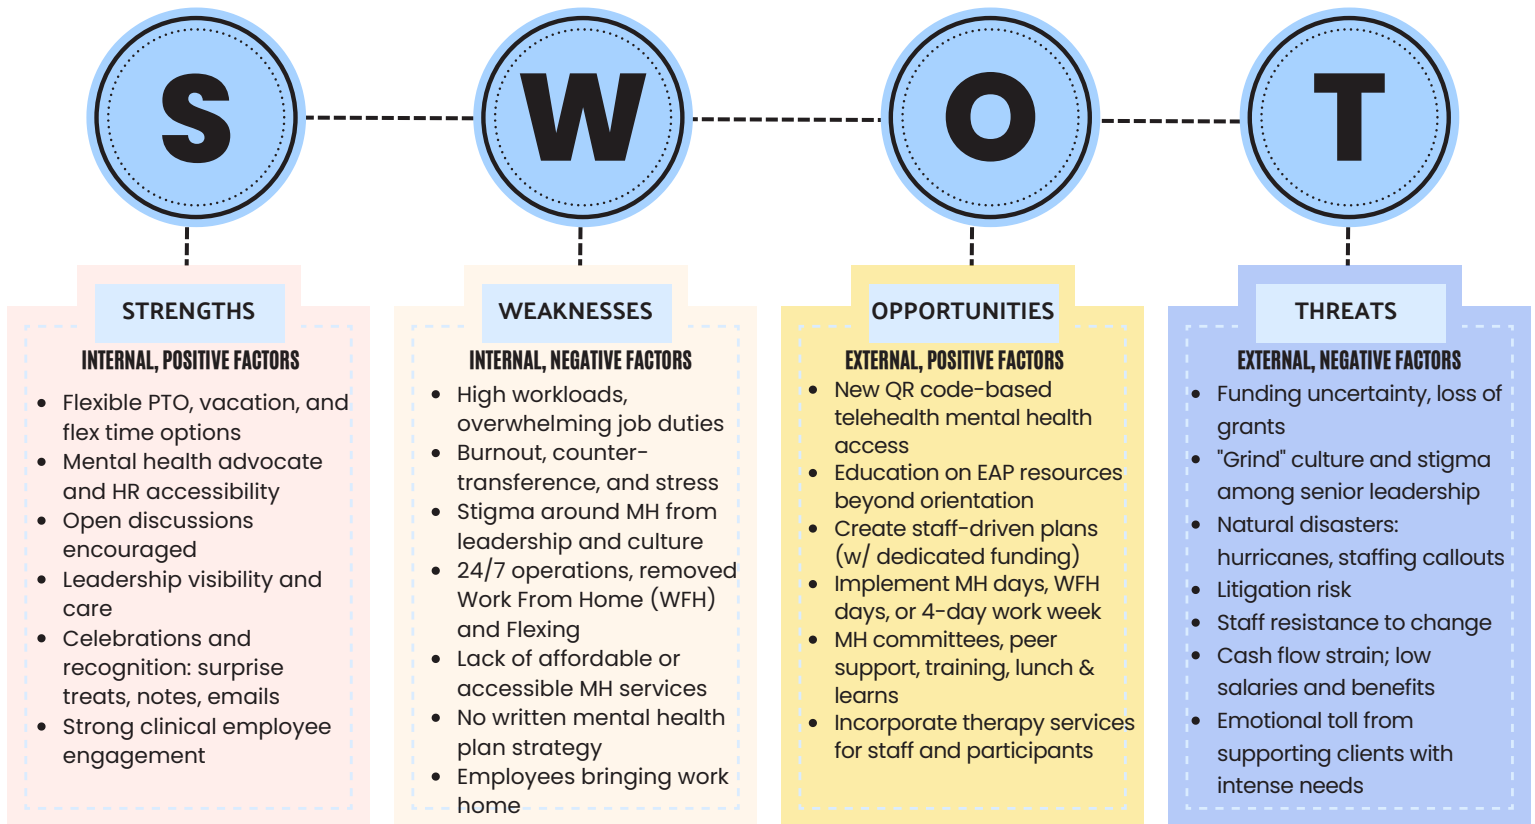 S
W
O
T
STRENGTHS
INTERNAL, POSITIVE FACTORS
• Flexible PTO, vacation, and
flex time options
• Mental health advocate
and HR accessibility
• Open discussions
encouraged
• Leadership visibility and
care
• Celebrations and
recognition: surprise
treats, notes, emails
• Strong clinical employee
engagement
WEAKNESSES
INTERNAL, NEGATIVE FACTORS
• High workloads,
overwhelming job duties
• Burnout, counter-
transference, and stress
• Stigma around MH from
leadership and culture
• 24/7 operations, removed
Work From Home (WFH)
and Flexing
• Lack of affordable or
accessible MH services
• No written mental health
plan strategy
• Employees bringing work
home
OPPORTUNITIES
EXTERNAL, POSITIVE FACTORS
• New QR code-based
telehealth mental health
access
• Education on EAP resources
beyond orientation
• Create staff-driven plans
(w/ dedicated funding)
• Implement MH days, WFH
days, or 4-day work week
• MH committees, peer
support, training, lunch &
learns
• Incorporate therapy services
for staff and participants
THREATS
EXTERNAL, NEGATIVE FACTORS
• Funding uncertainty, loss of
grants
• "Grind" culture and stigma
among senior leadership
• Natural disasters:
hurricanes, staffing callouts
• Litigation risk
• Staff resistance to change
• Cash flow strain; low
salaries and benefits
• Emotional toll from
supporting clients with
intense needs